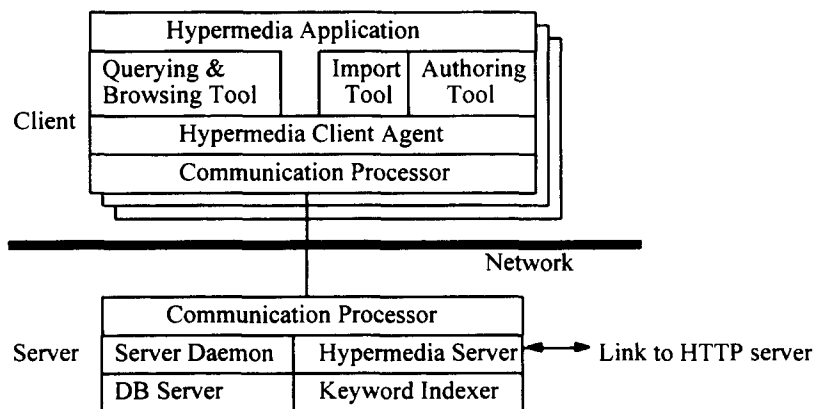 Hypermedia Application
Querying &
Browsing Tool
Import
Tool
Authoring
Tool
Client
Hypermedia Client Agent
Communication Processor
Network
Communication Processor
Server
Server Daemon
Hypermedia Server
Link to HTTP server
DB Server
Keyword Indexer